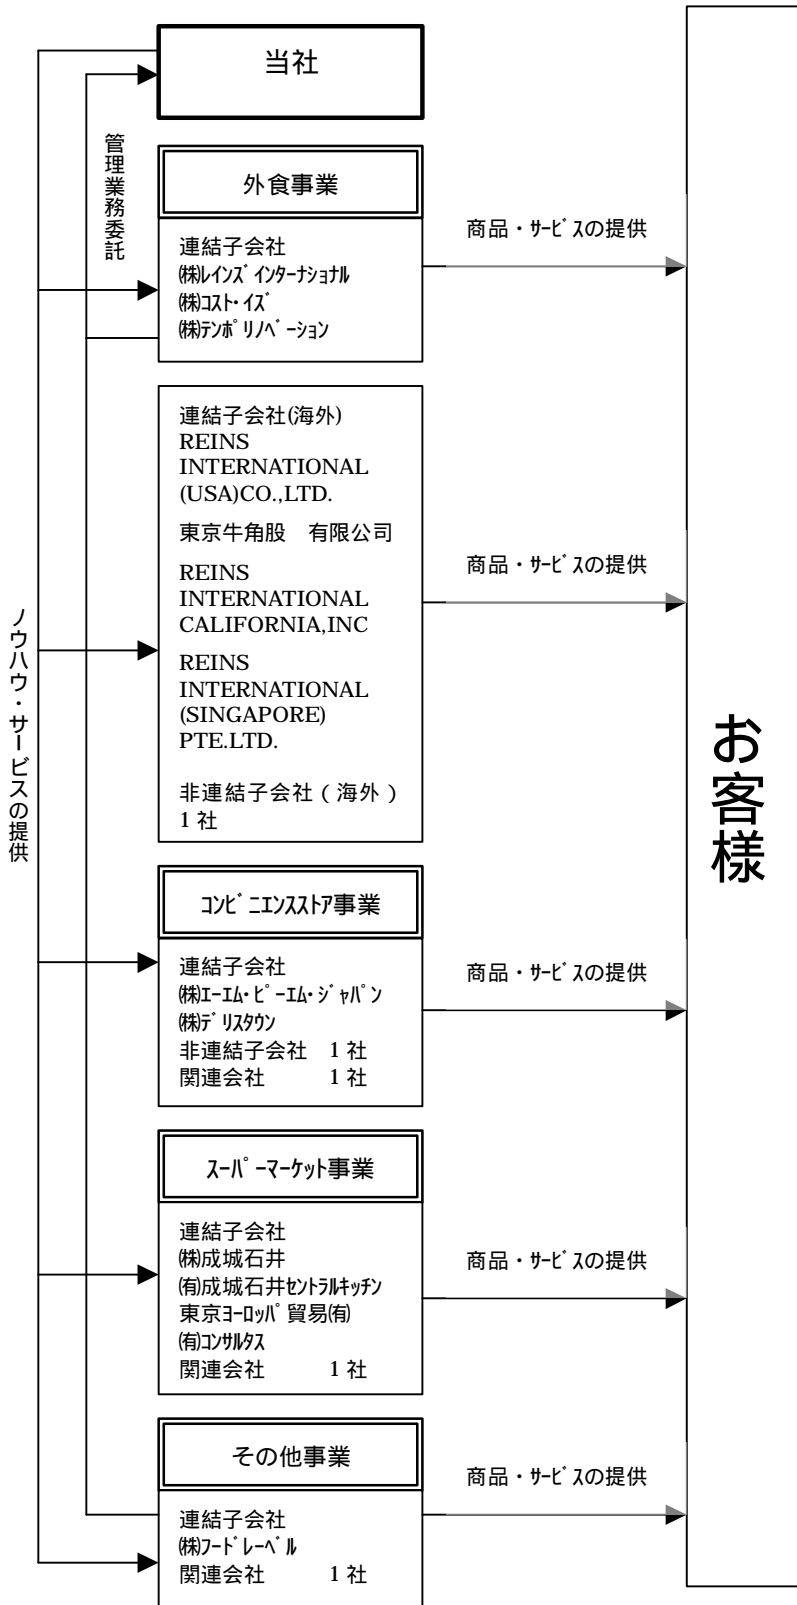 当社
管理業務委託
外食事業
商品・サービスの提供
連結子会社
㈱レインズインターナショナル
㈱コスト・イズ
㈱テンポリノベーション
連結子会社(海外)
REINS
INTERNATIONAL
(USA)CO.,LTD.
東京牛角股　有限公司
商品・サービスの提供
REINS
INTERNATIONAL
CALIFORNIA,INC
REINS
INTERNATIONAL
(SINGAPORE)
PTE.LTD.
非連結子会社(海外)
1社
ノウハウ・サービスの提供
お客様
コンビニエンスストア事業
連結子会社
㈱エーエム・ピーエム・ジャパン
㈱デリスタウン
非連結子会社　1社
関連会社　　　1社
商品・サービスの提供
スーパーマーケット事業
連結子会社
㈱成城石井
㈲成城石井セントラルキッチン
東京ヨーロッパ貿易㈲
㈲コンサルタス
関連会社　　　1社
商品・サービスの提供
その他事業
連結子会社
㈱フードレーベル
関連会社　　　1社
商品・サービスの提供